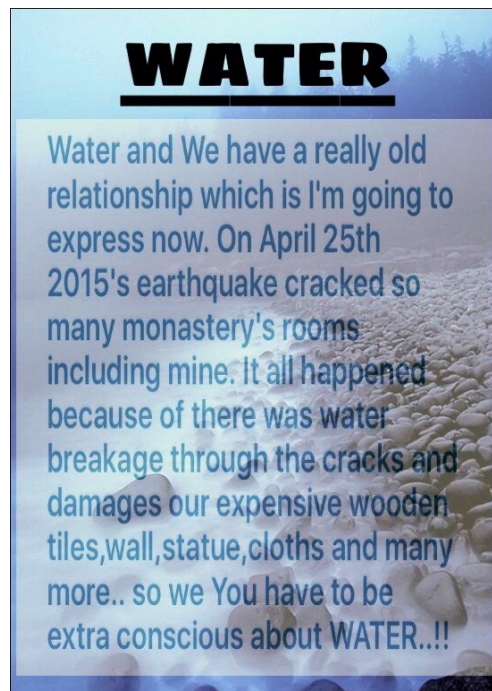 WATER
Water and We have a really old
relationship which is I'm going to
express now. On April 25th
2015's earthquake cracked so
many monastery's rooms
including mine. It all happened
because of there was water
breakage through the cracks and
damages our expensive wooden
tiles,wall,statue,cloths and many
more.. so we You have to be
extra conscious about WATER..!!